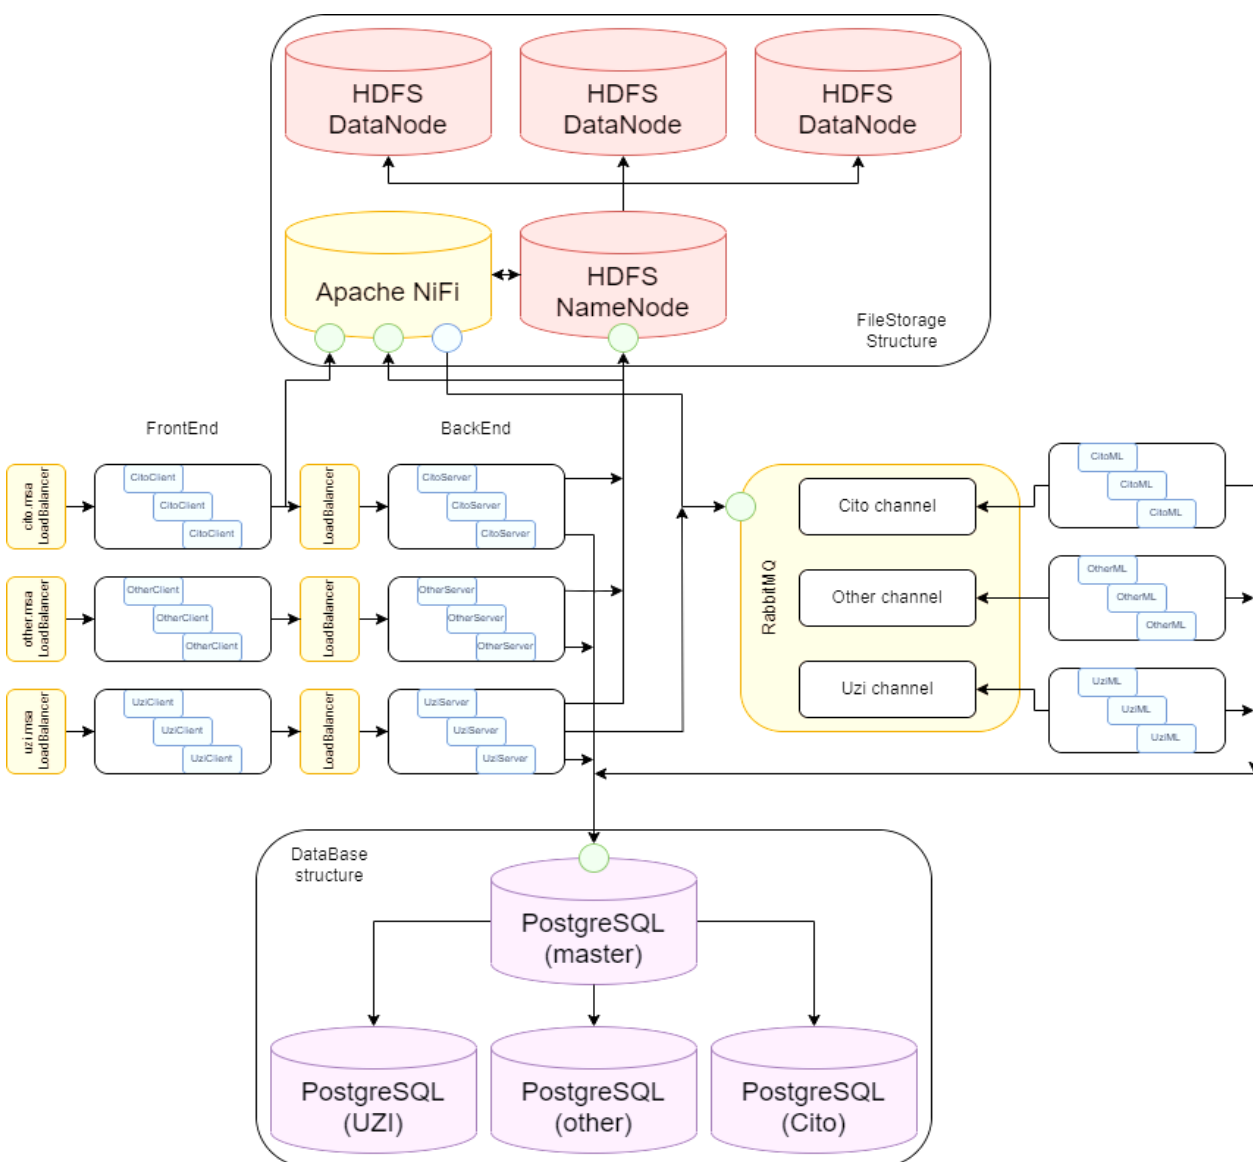 HDFS
DataNode
HDFS
DataNode
HDFS
DataNode
Apache NiFi
HDFS
NameNode
FileStorage
Structure
FrontEnd
BackEnd
cito.msa
LoadBalancer
CitoClient
CitoClient
CitoClient
LoadBalancer
CitoServer
CitoServer
CitoServer
other.msa
LoadBalancer
OtherClient
OtherClient
OtherClient
LoadBalancer
OtherServer
OtherServer
OtherServer
uzi.msa
LoadBalancer
UziClient
UziClient
UziClient
LoadBalancer
UziServer
UziServer
UziServer
RabbitMQ
Cito channel
Other channel
Uzi channel
CitoML
CitoML
CitoML
OtherML
OtherML
OtherML
UziML
UziML
UziML
DataBase
structure
PostgreSQL
(master)
PostgreSQL
(UZI)
PostgreSQL
(other)
PostgreSQL
(Cito)